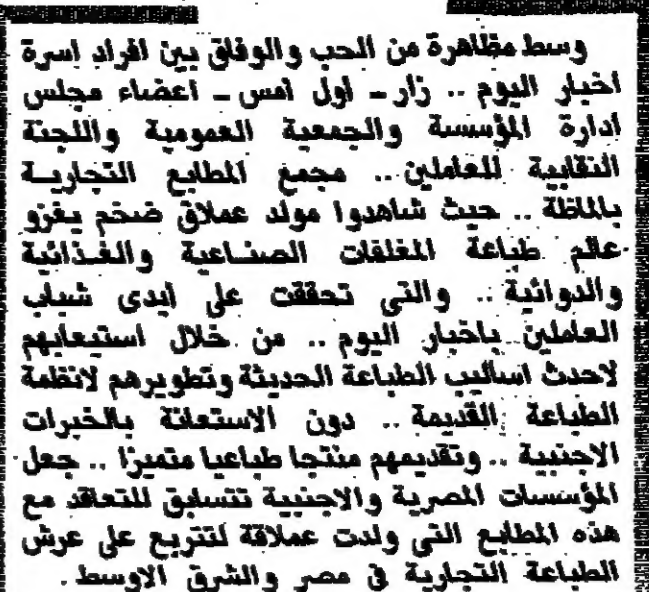 وسط مظاهرة من الحب والوفاق بين افراد اسرة
اخبار اليوم .. زار ـ اول امس ـ اعضاء مجلس
ادارة المؤسسة والجمعية العمومية واللجنة
النقابية للعاملين .. مجمع المطابع التجارية
بالماظة .. حيث شاهدوا مولد عملاق ضخم يغزو
عالم طباعة المغلفات الصناعية والغذائية
والدوائية .. والتى تحققت على ايدى شباب
العاملين باخبار اليوم .. من خلال استيعابهم
لاحدث اساليب الطباعة الحديثة وتطويرهم لانظمة
الطباعة القديمة .. دون الاستعانة بالخبرات
الاجنبية .. وتقديمهم منتجا طباعيا متميزا .. جعل
المؤسسات المصرية والاجنبية تتسابق للتعاقد مع
هذه المطابع التى ولدت عملاقة لتتربع على عرش
الطباعة التجارية فى مصر والشرق الاوسط .